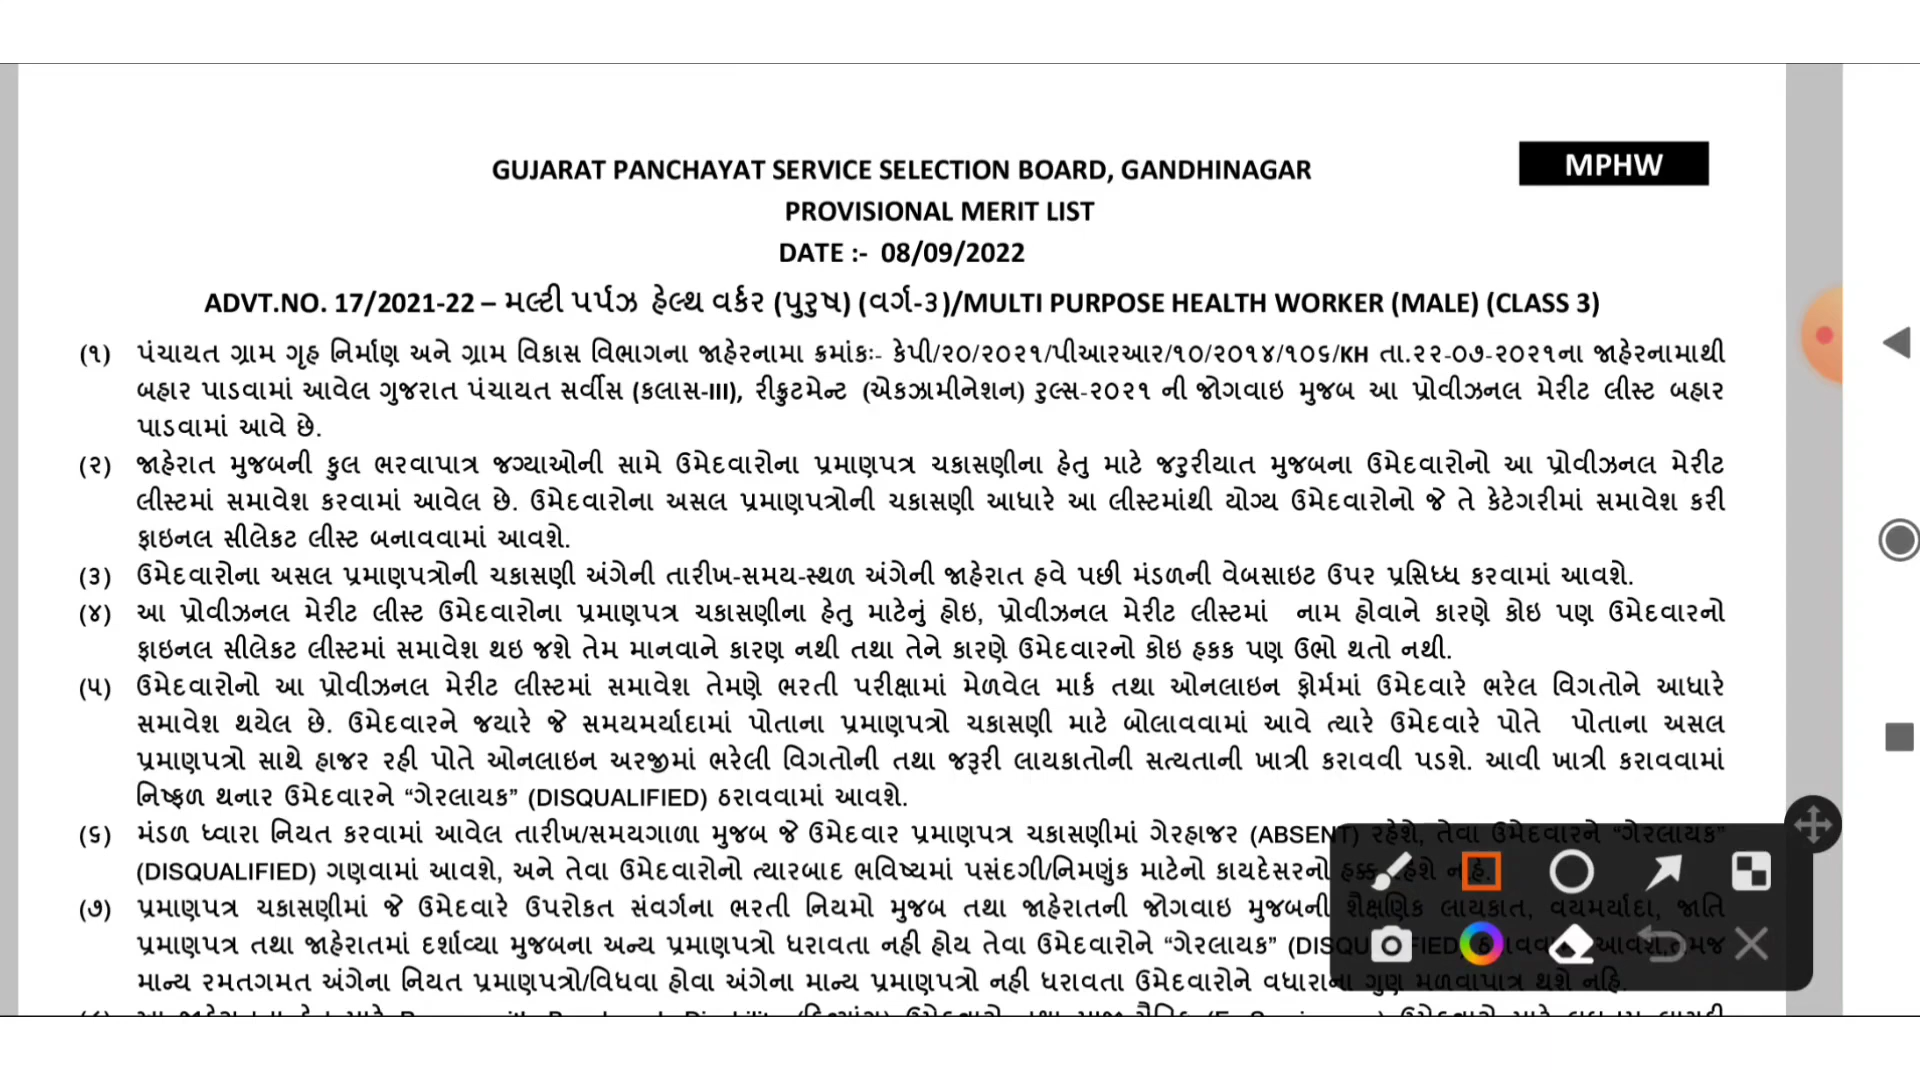 MPHW
GUJARAT PANCHAYAT SERVICE SELECTION BOARD, GANDHINAGAR
PROVISIONAL MERIT LIST
DATE :- 08/09/2022
ADVT.NO. 17/2021-22 – મલ્ટી પર્પઝ હેલ્થ વર્કર (પુરુષ) (વર્ગ-૩)/MULTI PURPOSE HEALTH WORKER (MALE) (CLASS 3)
(૧) પંચાયત ગ્રામ ગૃહ નિર્માણ અને ગ્રામ વિકાસ વિભાગના જાહેરનામા ક્રમાંકઃ- કેપી/૨૦/૨૦૨૧/પીઆરઆર/૧૦/૨૦૧૪/૧૦૬/KH તા.૨૨-૦૭-૨૦૨૧ના જાહેરનામાથી
બહાર પાડવામાં આવેલ ગુજરાત પંચાયત સર્વીસ (કલાસ-III), રીક્રુટમેન્ટ (એકઝામીનેશન) રુલ્સ-૨૦૨૧ ની જોગવાઇ મુજબ આ પ્રોવીઝનલ મેરીટ લીસ્ટ બહાર
પાડવામાં આવે છે.
(૨) જાહેરાત મુજબની કુલ ભરવાપાત્ર જગ્યાઓની સામે ઉમેદવારોના પ્રમાણપત્ર ચકાસણીના હેતુ માટે જરુરીયાત મુજબના ઉમેદવારોનો આ પ્રોવીઝનલ મેરીટ
લીસ્ટમાં સમાવેશ કરવામાં આવેલ છે. ઉમેદવારોના અસલ પ્રમાણપત્રોની ચકાસણી આધારે આ લીસ્ટમાંથી યોગ્ય ઉમેદવારોનો જે તે કેટેગરીમાં સમાવેશ કરી
ફાઇનલ સીલેકટ લીસ્ટ બનાવવામાં આવશે.
(૩) ઉમેદવારોના અસલ પ્રમાણપત્રોની ચકાસણી અંગેની તારીખ-સમય-સ્થળ અંગેની જાહેરાત હવે પછી મંડળની વેબસાઇટ ઉપર પ્રસિધ્ધ કરવામાં આવશે.
(૪) આ પ્રોવીઝનલ મેરીટ લીસ્ટ ઉમેદવારોના પ્રમાણપત્ર ચકાસણીના હેતુ માટેનું હોઇ, પ્રોવીઝનલ મેરીટ લીસ્ટમાં નામ હોવાને કારણે કોઇ પણ ઉમેદવારનો
ફાઇનલ સીલેકટ લીસ્ટમાં સમાવેશ થઇ જશે તેમ માનવાને કારણ નથી તથા તેને કારણે ઉમેદવારનો કોઇ હકક પણ ઉભો થતો નથી.
(૫) ઉમેદવારોનો આ પ્રોવીઝનલ મેરીટ લીસ્ટમાં સમાવેશ તેમણે ભરતી પરીક્ષામાં મેળવેલ માર્ક તથા ઓનલાઇન ફોર્મમાં ઉમેદવારે ભરેલ વિગતોને આધારે
સમાવેશ થયેલ છે. ઉમેદવારને જયારે જે સમયમર્યાદામાં પોતાના પ્રમાણપત્રો ચકાસણી માટે બોલાવવામાં આવે ત્યારે ઉમેદવારે પોતે પોતાના અસલ
પ્રમાણપત્રો સાથે હાજર રહી પોતે ઓનલાઇન અરજીમાં ભરેલી વિગતોની તથા જરૂરી લાયકાતોની સત્યતાની ખાત્રી કરાવવી પડશે. આવી ખાત્રી કરાવવામાં
નિષ્ફળ થનાર ઉમેદવારને “ગેરલાયક” (DISQUALIFIED) ઠરાવવામાં આવશે.
(૬) મંડળ ધ્વારા નિયત કરવામાં આવેલ તારીખ/સમયગાળા મુજબ જે ઉમેદવાર પ્રમાણપત્ર ચકાસણીમાં ગેરહાજર (ABSENT) રહેશે, તેવા ઉમેદવારને “ગેરલાયક”
(DISQUALIFIED) ગણવામાં આવશે, અને તેવા ઉમેદવારોનો ત્યારબાદ ભવિષ્યમાં પસંદગી/નિમણુંક માટેનો કાયદેસરનો હક્ક રહેશે નહિ.
(૭) પ્રમાણપત્ર ચકાસણીમાં જે ઉમેદવારે ઉપરોકત સંવર્ગના ભરતી નિયમો મુજબ તથા જાહેરાતની જોગવાઇ મુજબની શૈક્ષણિક લાયકાત, વયમર્યાદા, જાતિ
પ્રમાણપત્ર તથા જાહેરાતમાં દર્શાવ્યા મુજબના અન્ય પ્રમાણપત્રો ધરાવતા નહી હોય તેવા ઉમેદવારોને “ગેરલાયક”
માન્ય રમતગમત અંગેના નિયત પ્રમાણપત્રો/વિધવા હોવા અંગેના માન્ય પ્રમાણપત્રો નહી ધરાવતા ઉમેદવારોને વધારાના ગુણ મળવાપાત્ર થશે નહિ.